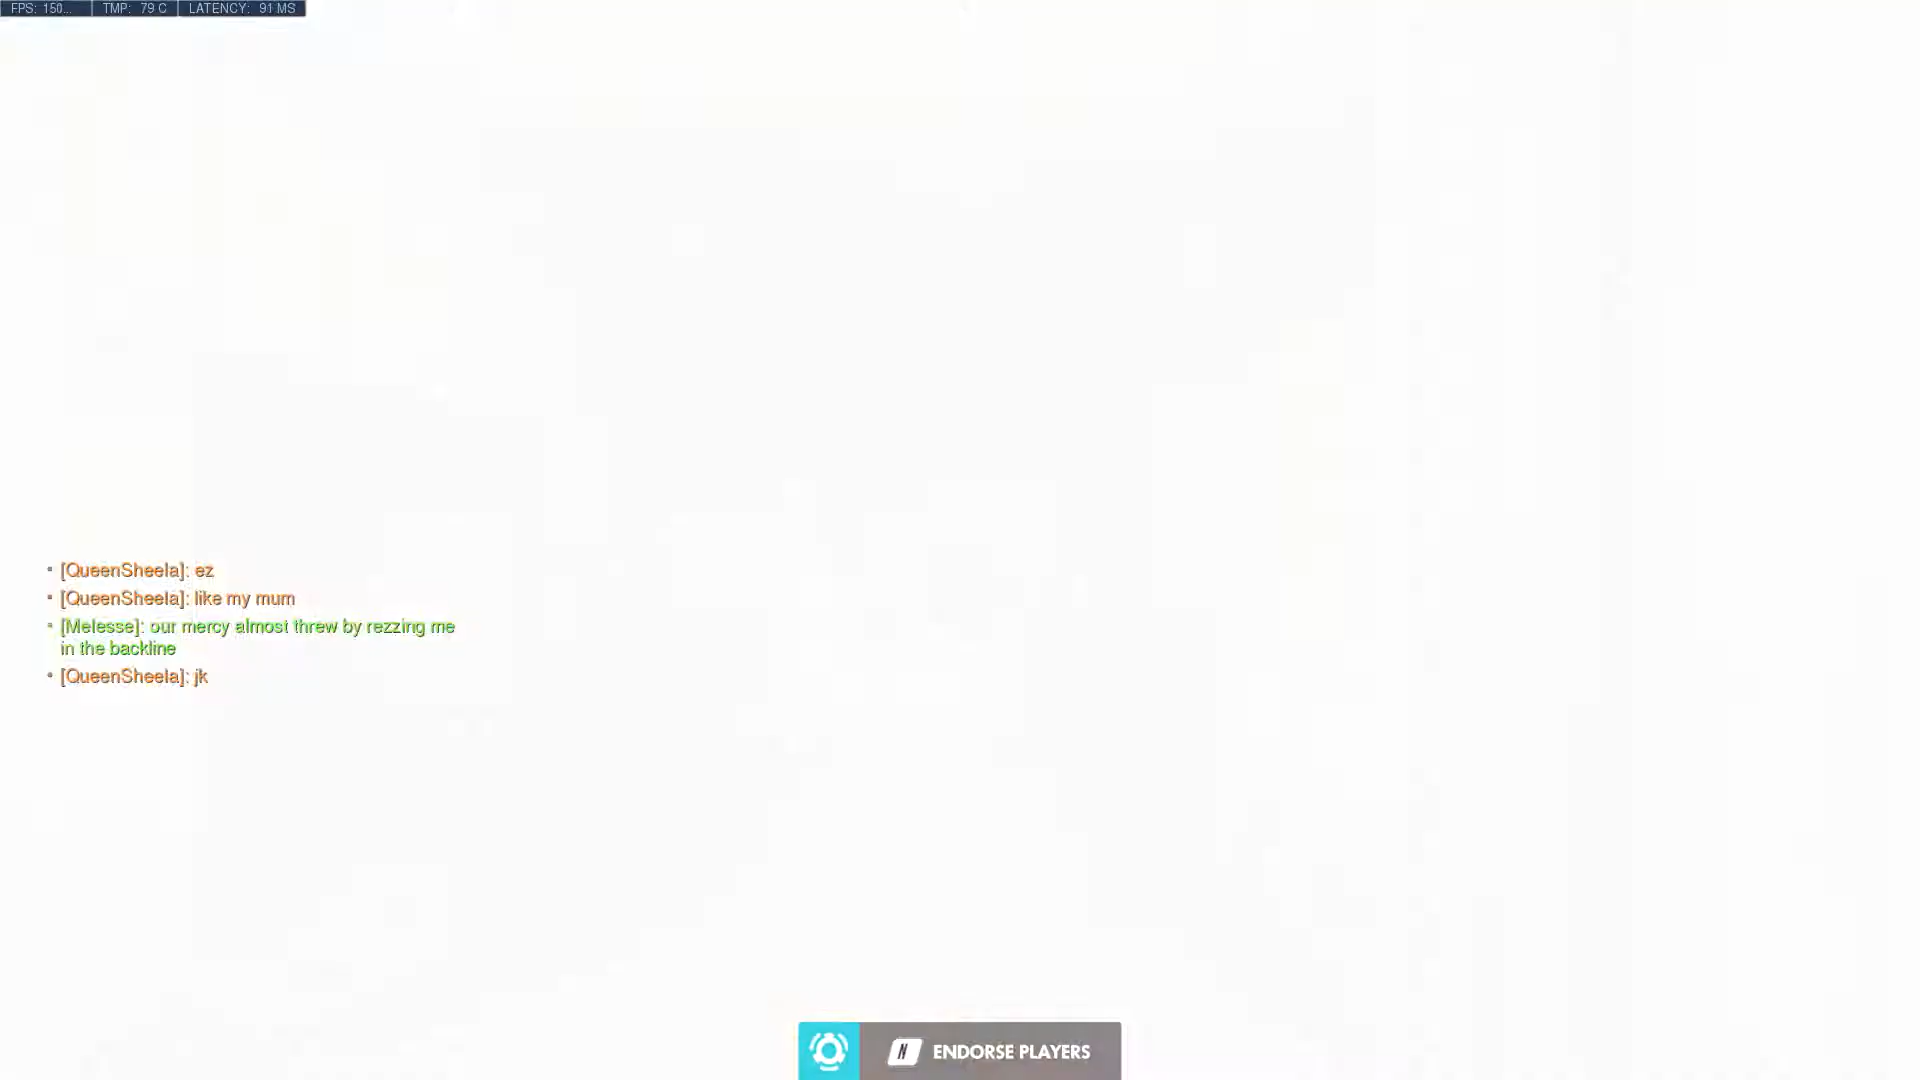 FPS: 150... TMP: 79 C LATENCY: 91 MS
• [QueenSheela]: ez
• [QueenSheela]: like my mum
• [Melesse]: our mercy almost threw by rezzing me
in the backline
• [QueenSheela]: jk
N ENDORSE PLAYERS